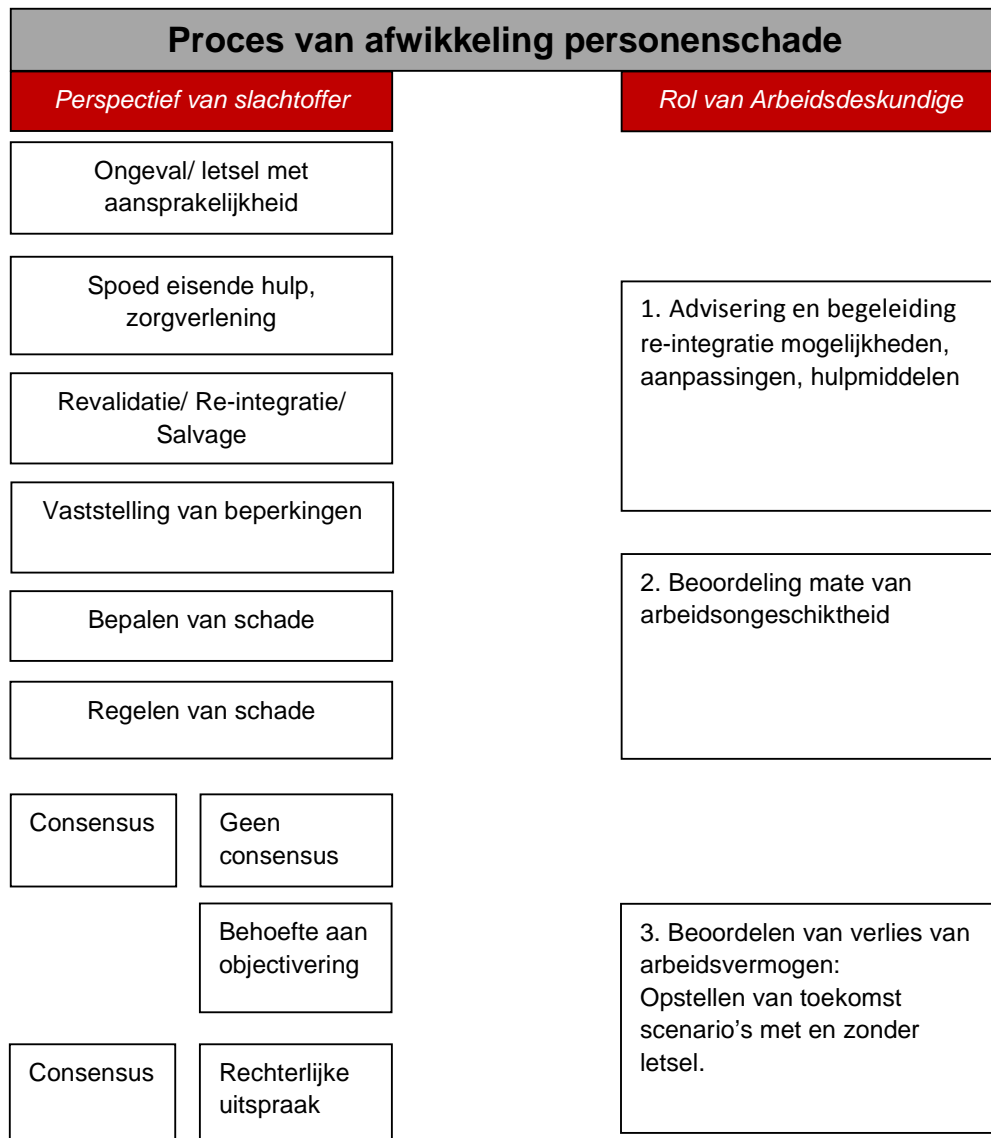 Proces van afwikkeling personenschade
Perspectief van slachtoffer
Rol van Arbeidsdeskundige
Ongeval/ letsel met
aansprakelijkheid
Spoed eisende hulp,
zorgverlening
1. Advisering en begeleiding
re-integratie mogelijkheden,
aanpassingen, hulpmiddelen
Revalidatie/ Re-integratie/
Salvage
Vaststelling van beperkingen
2. Beoordeling mate van
arbeidsongeschiktheid
Bepalen van schade
Regelen van schade
Consensus
Geen
consensus
Behoefte aan
objectivering
3. Beoordelen van verlies van
arbeidsvermogen:
Opstellen van toekomst
scenario’s met en zonder
letsel.
Consensus
Rechterlijke
uitspraak